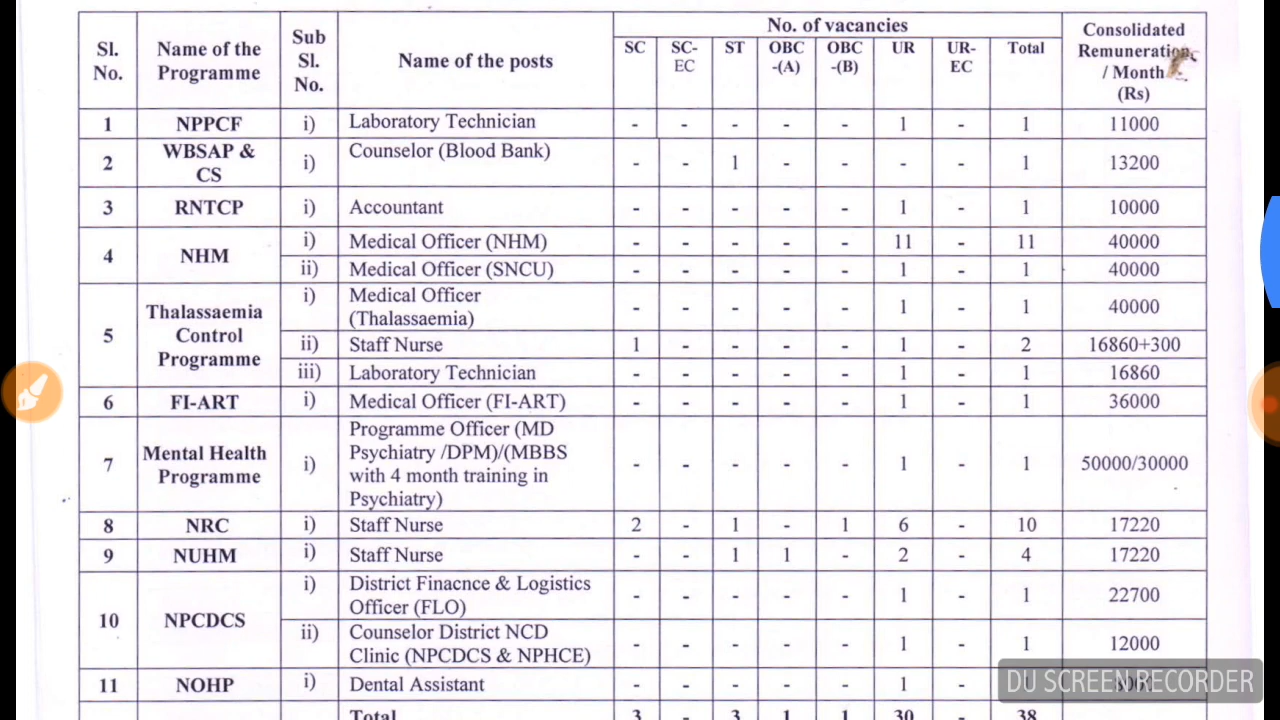 Sl. No. | Name of the Programme | Sub Sl. No. | Name of the posts | No. of vacancies | Consolidated Remuneration / Month (Rs)
SC | SC-EC | ST | OBC -(A) | OBC -(B) | UR | UR-EC | Total
1 | NPPCF | i) | Laboratory Technician | - | - | - | - | - | 1 | - | 1 | 11000
2 | WBSAP & CS | i) | Counselor (Blood Bank) | - | - | 1 | - | - | - | - | 1 | 13200
3 | RNTCP | i) | Accountant | - | - | - | - | - | 1 | - | 1 | 10000
4 | NHM | i) | Medical Officer (NHM) | - | - | - | - | - | 11 | - | 11 | 40000
ii) | Medical Officer (SNCU) | - | - | - | - | - | 1 | - | 1 | 40000
5 | Thalassaemia Control Programme | i) | Medical Officer (Thalassaemia) | - | - | - | - | - | 1 | - | 1 | 40000
ii) | Staff Nurse | 1 | - | - | - | - | 1 | - | 2 | 16860+300
iii) | Laboratory Technician | - | - | - | - | - | 1 | - | 1 | 16860
6 | FI-ART | i) | Medical Officer (FI-ART) | - | - | - | - | - | 1 | - | 1 | 36000
7 | Mental Health Programme | i) | Programme Officer (MD Psychiatry /DPM)/(MBBS with 4 month training in Psychiatry) | - | - | - | - | - | 1 | - | 1 | 50000/30000
8 | NRC | i) | Staff Nurse | 2 | - | 1 | - | 1 | 6 | - | 10 | 17220
9 | NUHM | i) | Staff Nurse | - | - | 1 | 1 | - | 2 | - | 4 | 17220
10 | NPCDCS | i) | District Finacnce & Logistics Officer (FLO) | - | - | - | - | - | 1 | - | 1 | 22700
ii) | Counselor District NCD Clinic (NPCDCS & NPHCE) | - | - | - | - | - | 1 | - | 1 | 12000
11 | NOHP | i) | Dental Assistant | - | - | - | - | - | 1 | -
Total | 3 | - | 3 | 1 | 1 | 30 | - | 38
DU SCREEN RECORDER